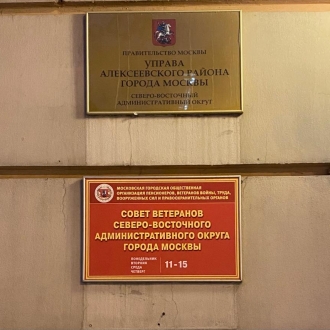 ПРАВИТЕЛЬСТВО МОСКВЫ
УПРАВА
АЛЕКСЕЕВСКОГО РАЙОНА
ГОРОДА МОСКВЫ
СЕВЕРО-ВОСТОЧНЫЙ
АДМИНИСТРАТИВНЫЙ ОКРУГ
МОСКОВСКАЯ ГОРОДСКАЯ ОБЩЕСТВЕННАЯ
ОРГАНИЗАЦИЯ ПЕНСИОНЕРОВ, ВЕТЕРАНОВ ВОЙНЫ, ТРУДА,
ВООРУЖЕННЫХ СИЛ И ПРАВООХРАНИТЕЛЬНЫХ ОРГАНОВ
СОВЕТ ВЕТЕРАНОВ
СЕВЕРО-ВОСТОЧНОГО
АДМИНИСТРАТИВНОГО ОКРУГА
ГОРОДА МОСКВЫ
ПОНЕДЕЛЬНИК
ВТОРНИК
СРЕДА
ЧЕТВЕРГ
11-15